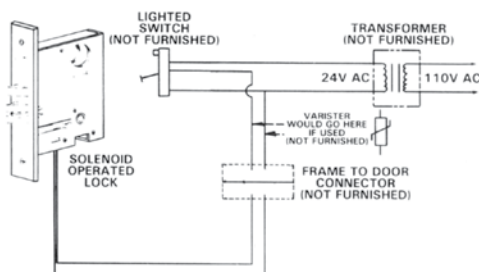 LIGHTED
SWITCH
(NOT FURNISHED)
TRANSFORMER
(NOT FURNISHED)
24V AC
110V AC
VARISTER
WOULD GO HERE
IF USED
(NOT FURNISHED)
SOLENOID
OPERATED
LOCK
FRAME TO DOOR
CONNECTOR
(NOT FURNISHED)